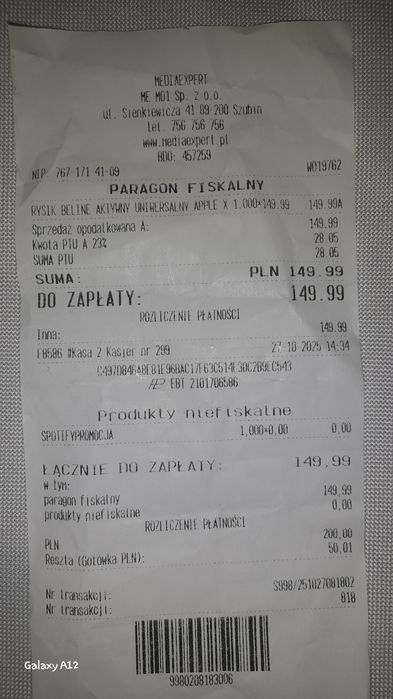 MEDIAEXPERT
ME M01 Sp. z o.o.
ul. Sienkiewicza 41 89-200 Szubin
tel. 756 756 756
www.mediaexpert.pl
BDO: 457259
NIP: 767-171-41-09 W019762
PARAGON FISKALNY
RYSIK BELINE AKTYWNY UNIWERSALNY APPLE X 1.000×149.99 149.99A
Sprzedaż opodatkowana A: 149.99
Kwota PTU A 23% 28.05
SUMA PTU 28.05
SUMA: PLN 149.99
DO ZAPŁATY: 149.99
ROZLICZENIE PŁATNOŚCI
Inna: 149.99
#Kasa 2 Kasjer nr 299 27-10-2025 14:34
EBT 2101706586
Produkty niefiskalne
SPOTIFYPROMOCJA 1,000×0,00 0,00
ŁĄCZNIE DO ZAPŁATY: 149,99
w tym:
paragon fiskalny 149,99
produkty niefiskalne 0,00
ROZLICZENIE PŁATNOŚCI
PLN 200,00
Reszta (Gotówka PLN): 50,01
Nr transakcji: S998/251027081802
Nr transakcji: 818
9980208183006
Galaxy A12